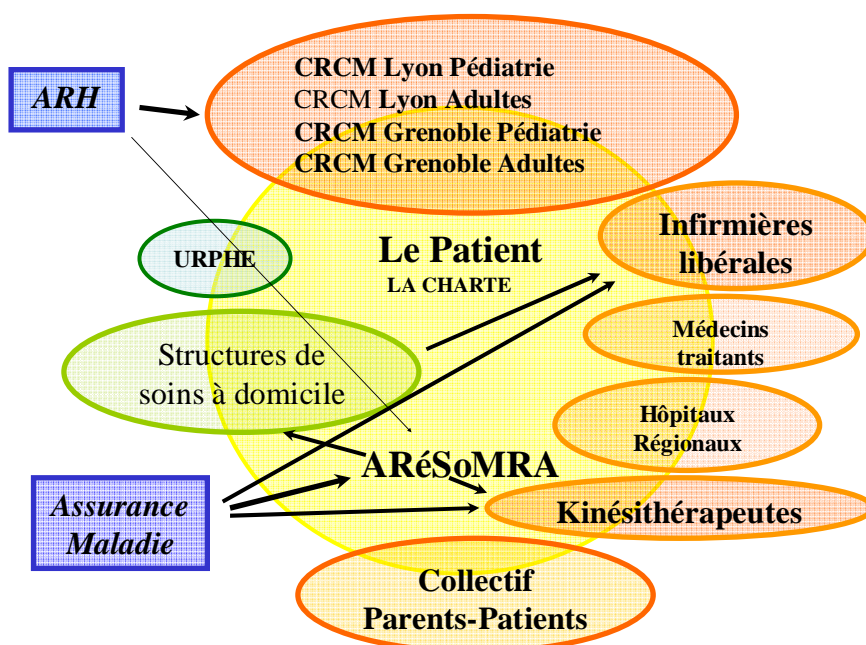 CRCM Lyon Pédiatrie
CRCM Lyon Adultes
CRCM Grenoble Pédiatrie
CRCM Grenoble Adultes
ARH
Infirmières
libérales
Le Patient
LA CHARTE
URPHE
Médecins
traitants
Structures de
soins à domicile
Hôpitaux
Régionaux
ARéSoMRA
Assurance
Maladie
Kinésithérapeutes
Collectif
Parents-Patients